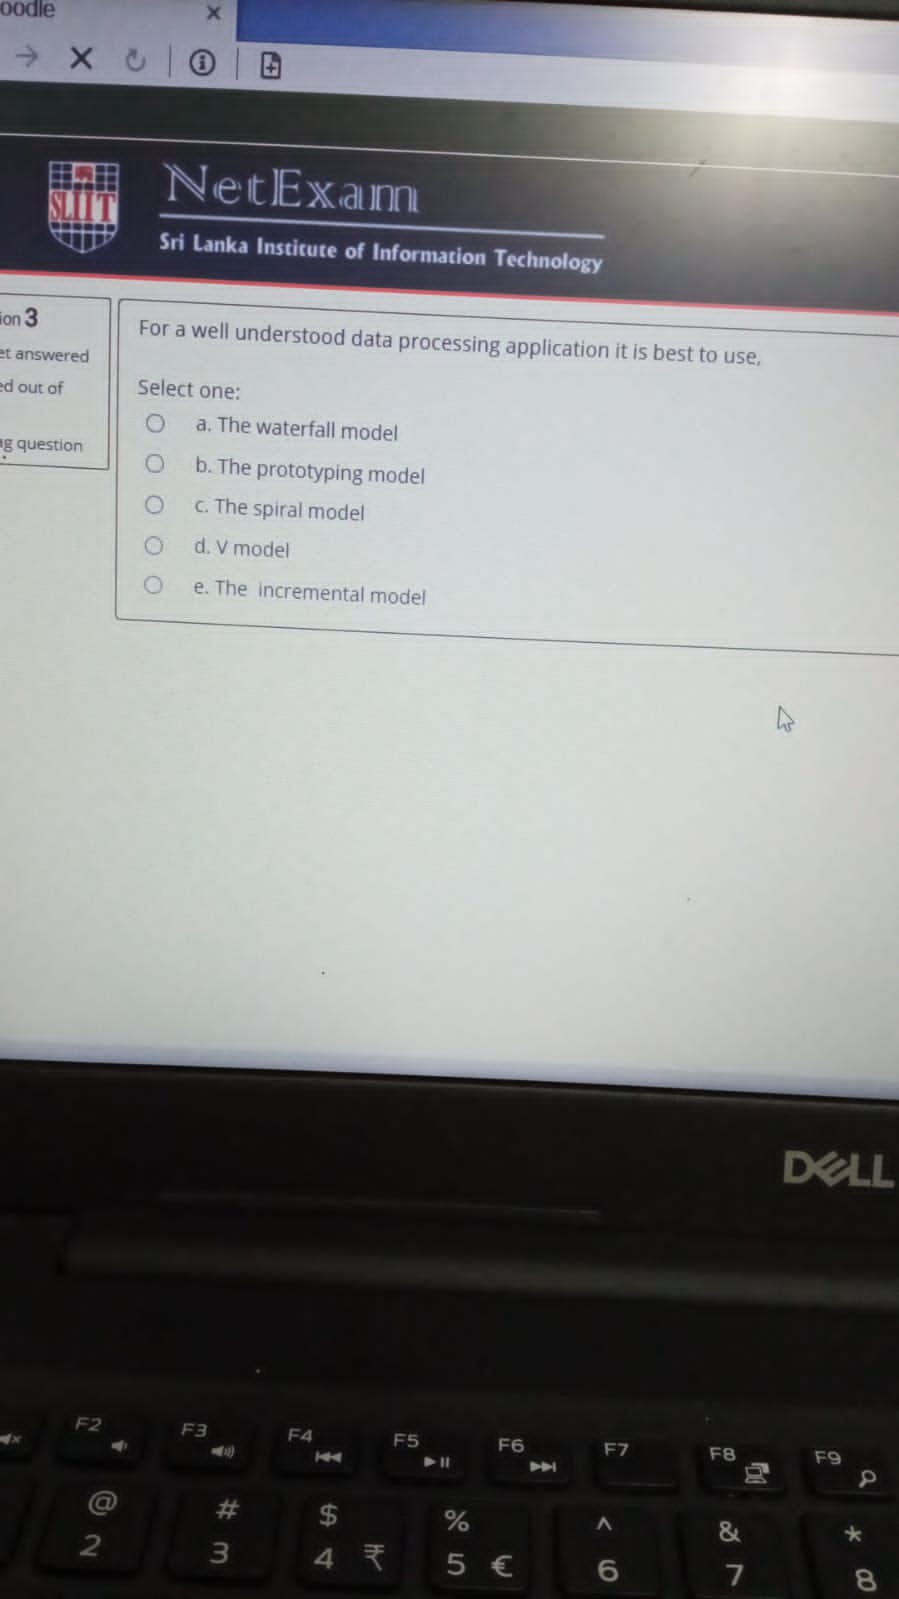 oodle
SLIIT
NetExam
Sri Lanka Institute of Information Technology
ion 3
et answered
ed out of
ag question
For a well understood data processing application it is best to use,
Select one:
a. The waterfall model
b. The prototyping model
c. The spiral model
d. V model
e. The incremental model
DELL
F2 F3 F4 F5 F6 F7 F8 F9
@ # $ % ^ & *
2 3 4 ₹ 5 € 6 7 8